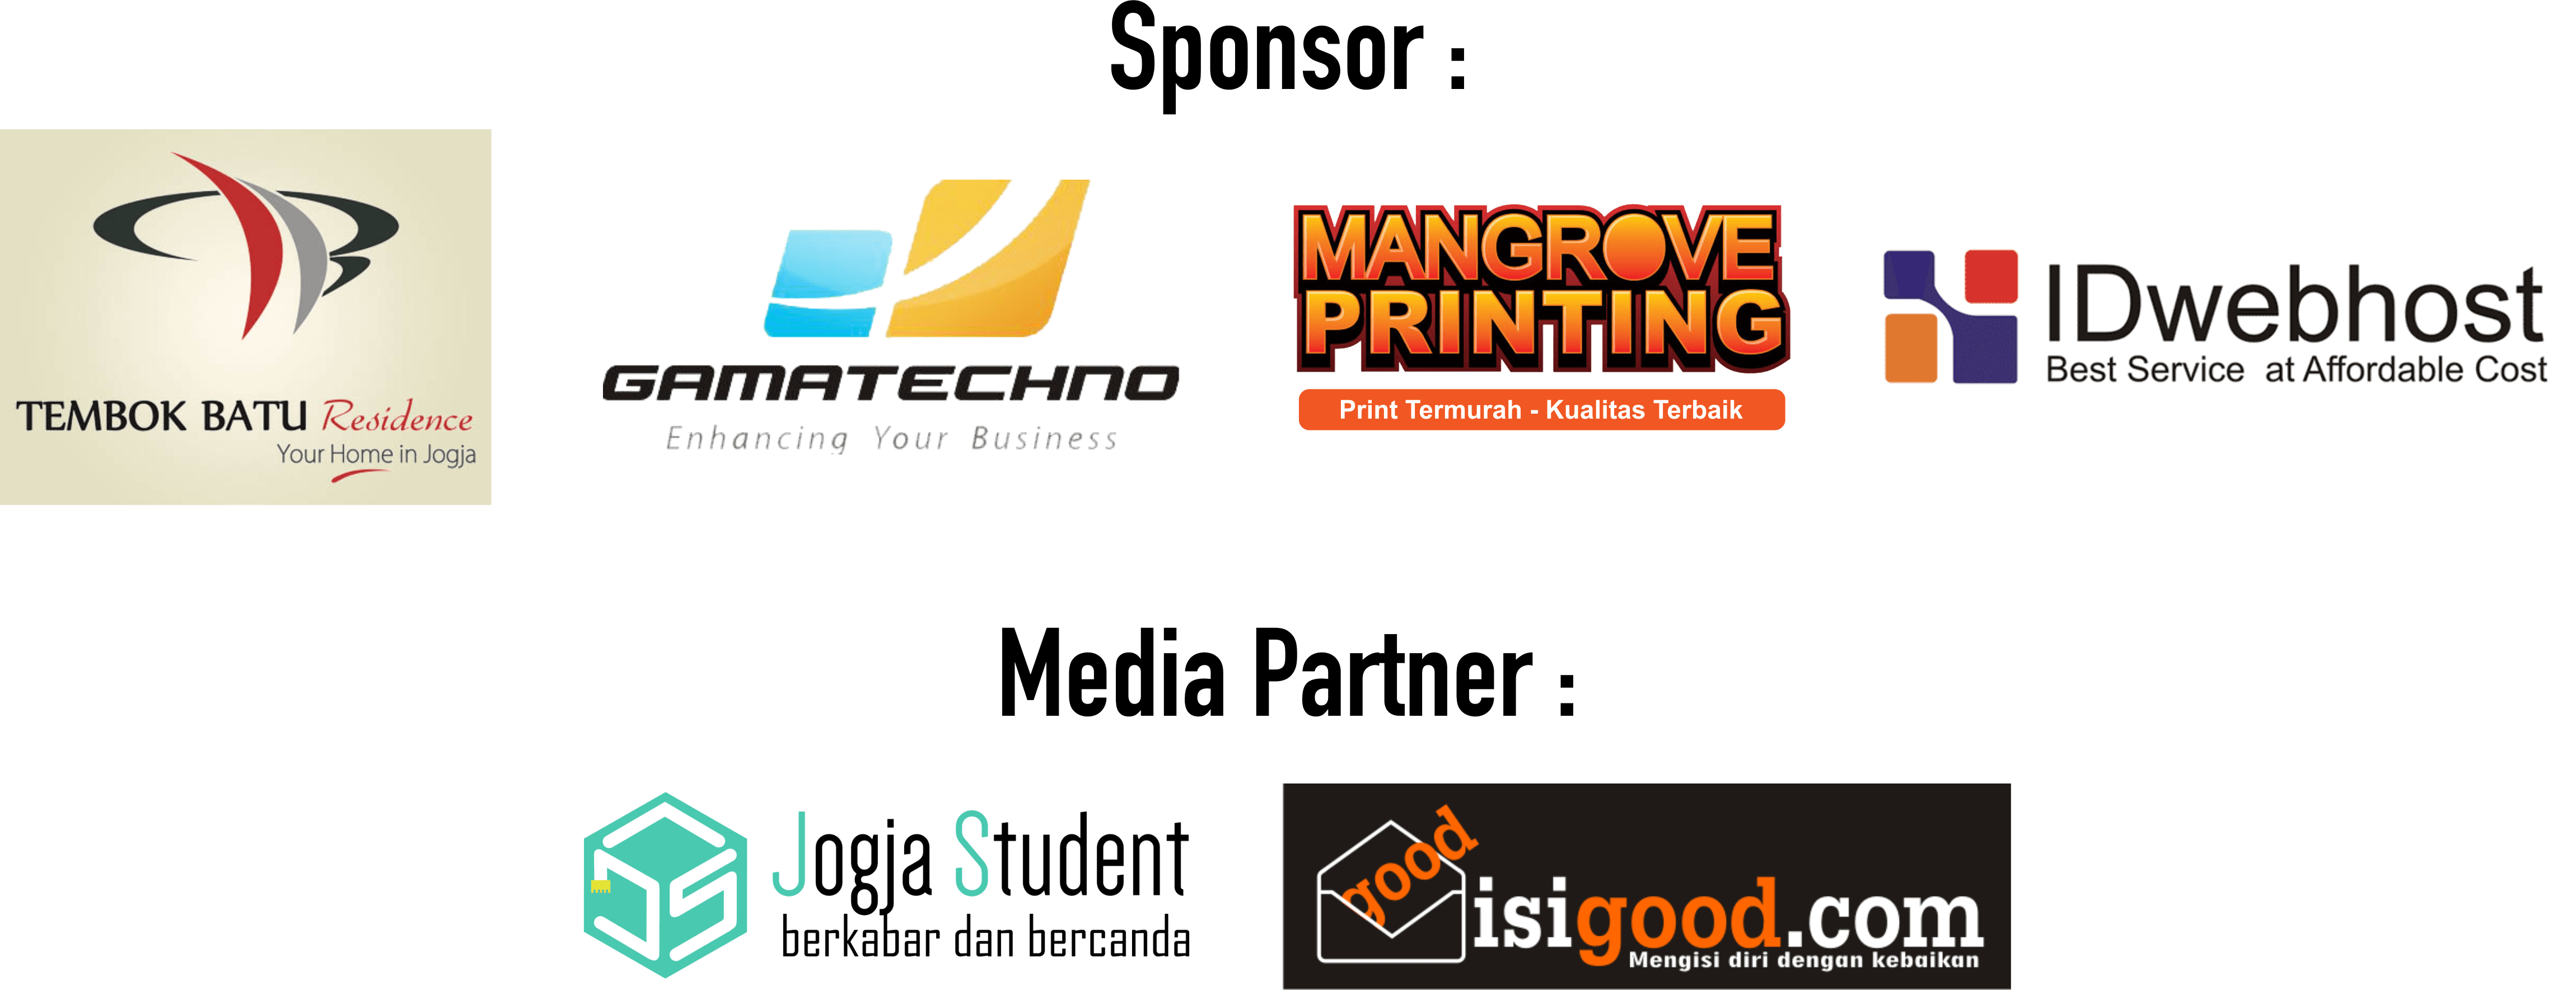 Sponsor :
TEMBOK BATU Residence
Your Home in Jogja
GAMATECHNO
Enhancing Your Business
MANGROVE
PRINTING
Print Termurah - Kualitas Terbaik
IDwebhost
Best Service at Affordable Cost
Media Partner :
JS
Jogja Student
berkabar dan bercanda
good
isigood.com
Mengisi diri dengan kebaikan